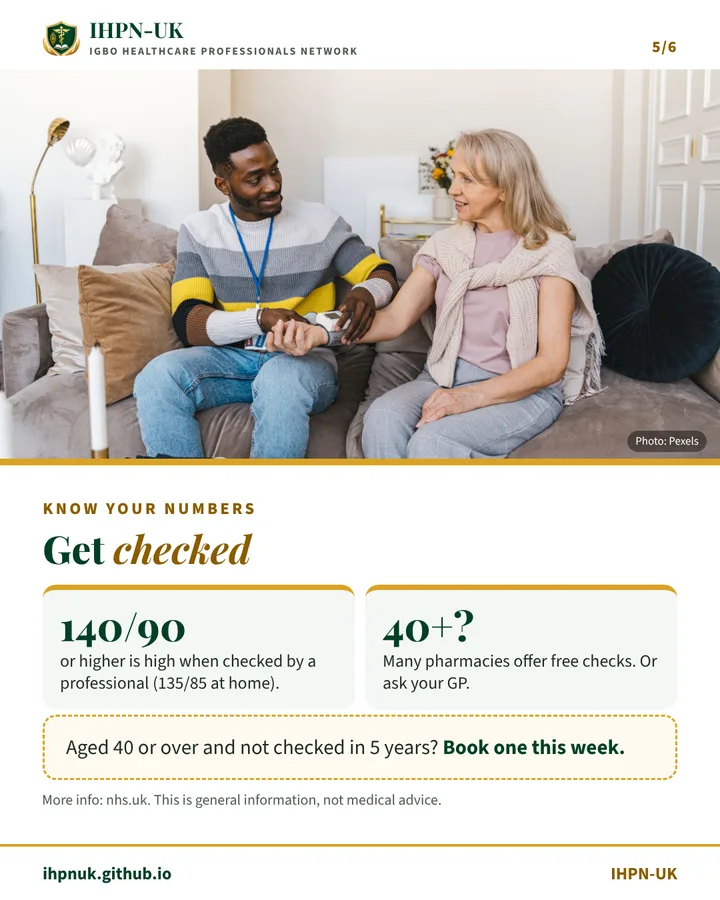 IHPN-UK
IGBO HEALTHCARE PROFESSIONALS NETWORK
5/6
Photo: Pexels
KNOW YOUR NUMBERS
Get checked
140/90
or higher is high when checked by a
professional (135/85 at home).
40+?
Many pharmacies offer free checks. Or
ask your GP.
Aged 40 or over and not checked in 5 years? Book one this week.
More info: nhs.uk. This is general information, not medical advice.
ihpnuk.github.io
IHPN-UK